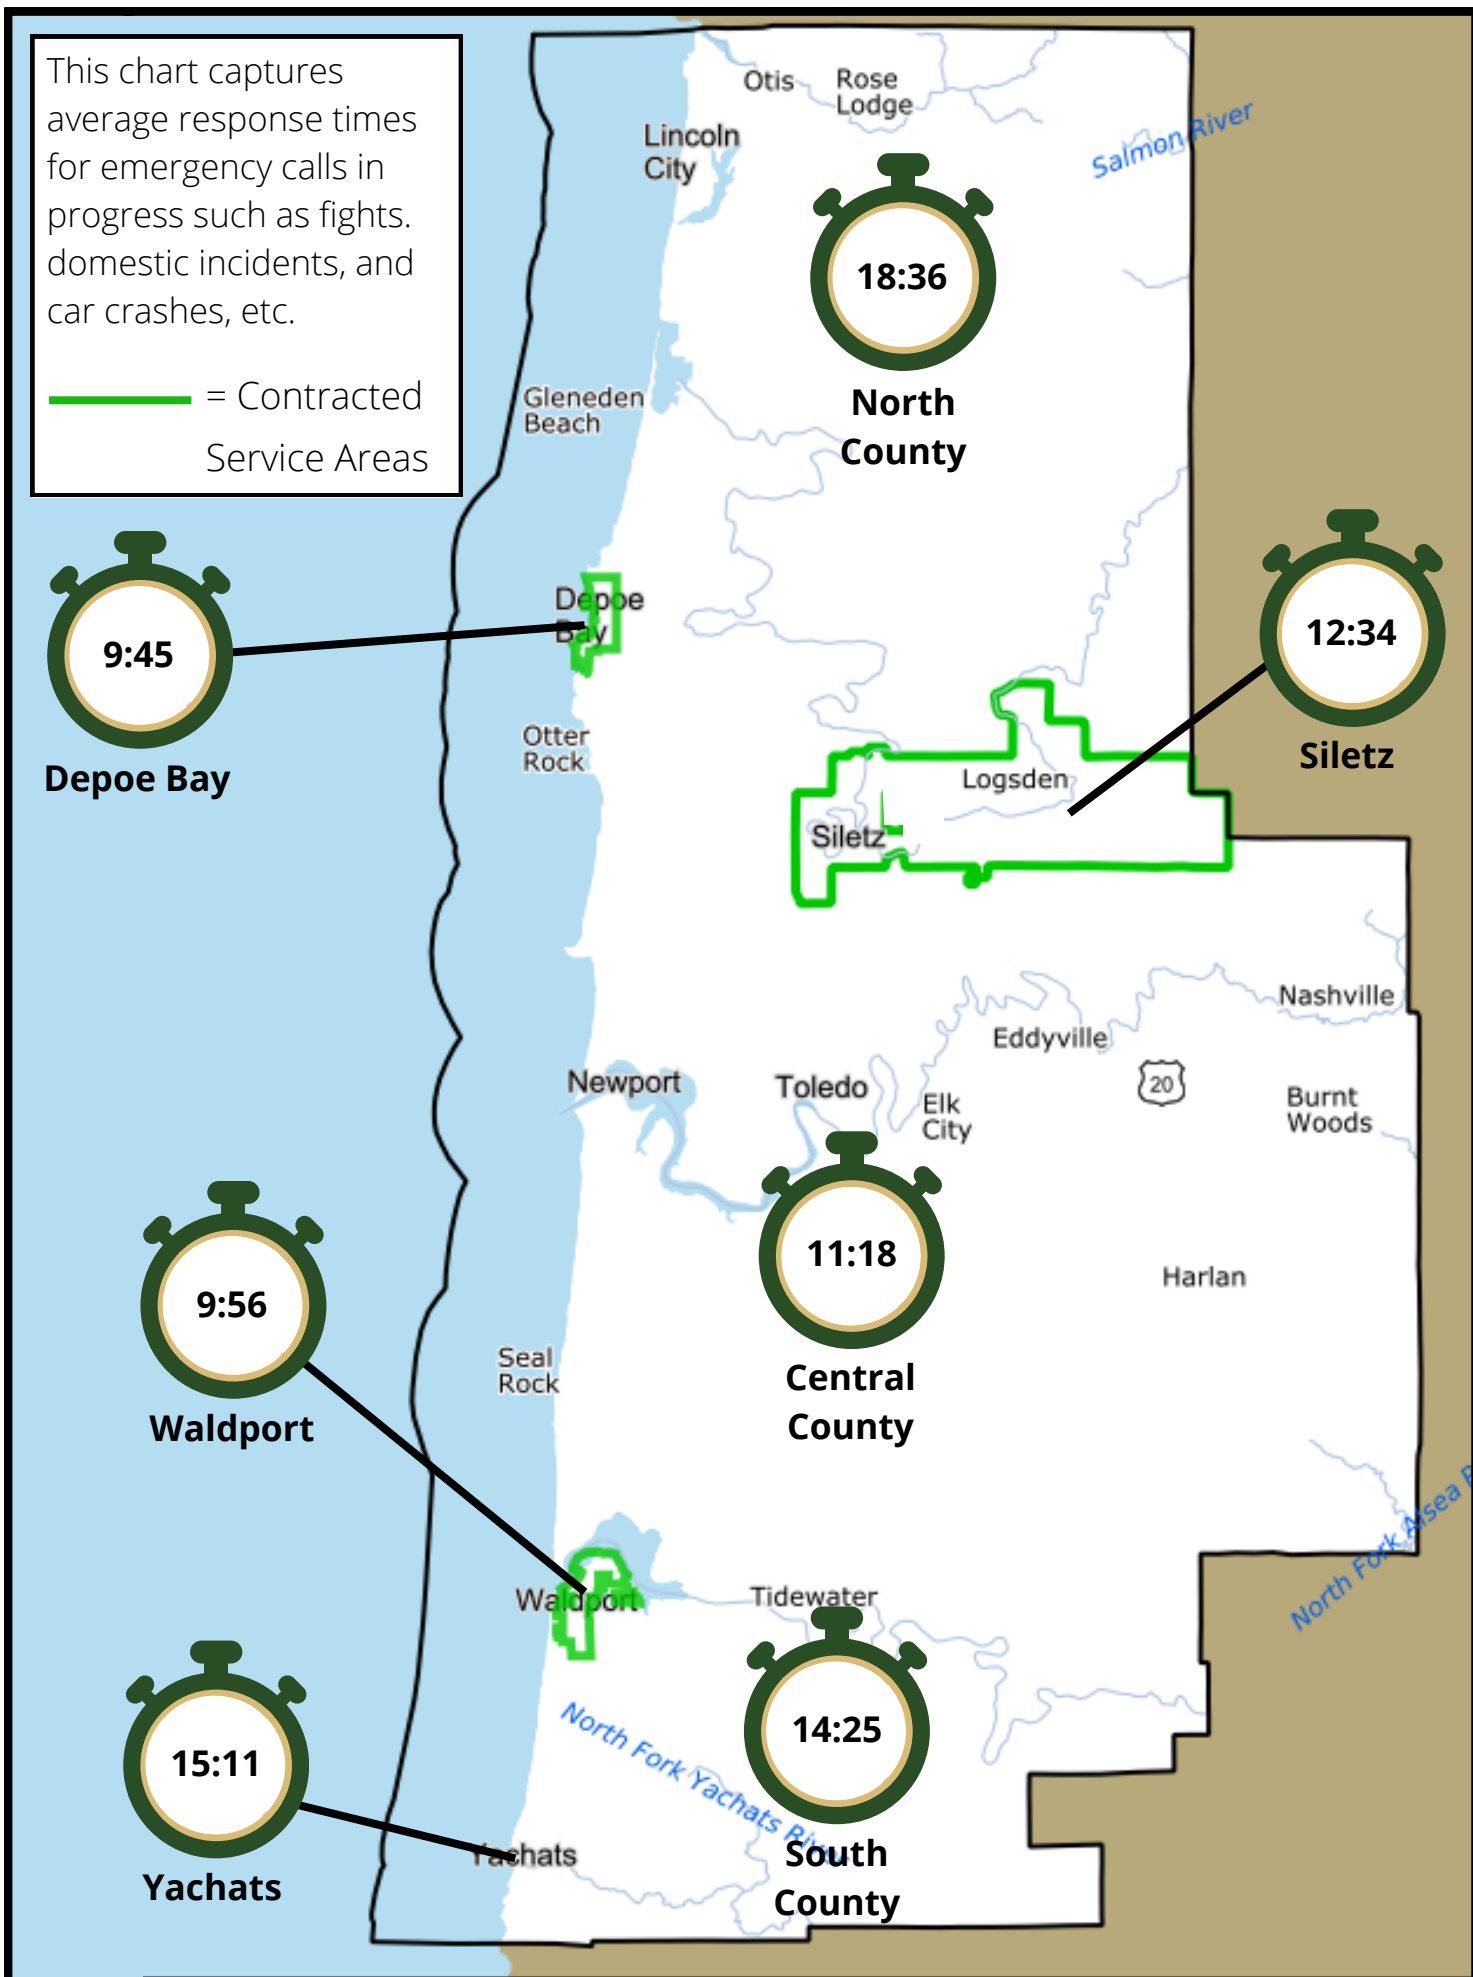 This chart captures
average response times
for emergency calls in
progress such as fights.
domestic incidents, and
car crashes, etc.
= Contracted
Service Areas
Otis
Rose
Lodge
Salmon River
Lincoln
City
18:36
North
County
Gleneden
Beach
Depoe
Bay
9:45
Depoe Bay
12:34
Siletz
Otter
Rock
Logsden
Siletz
Nashville
Eddyville
20
Newport
Toledo
Elk
City
Burnt
Woods
11:18
Central
County
Harlan
9:56
Waldport
Seal
Rock
North Fork Alsea
Waldport
Tidewater
14:25
South
County
North Fork Yachats River
15:11
Yachats
Yachats